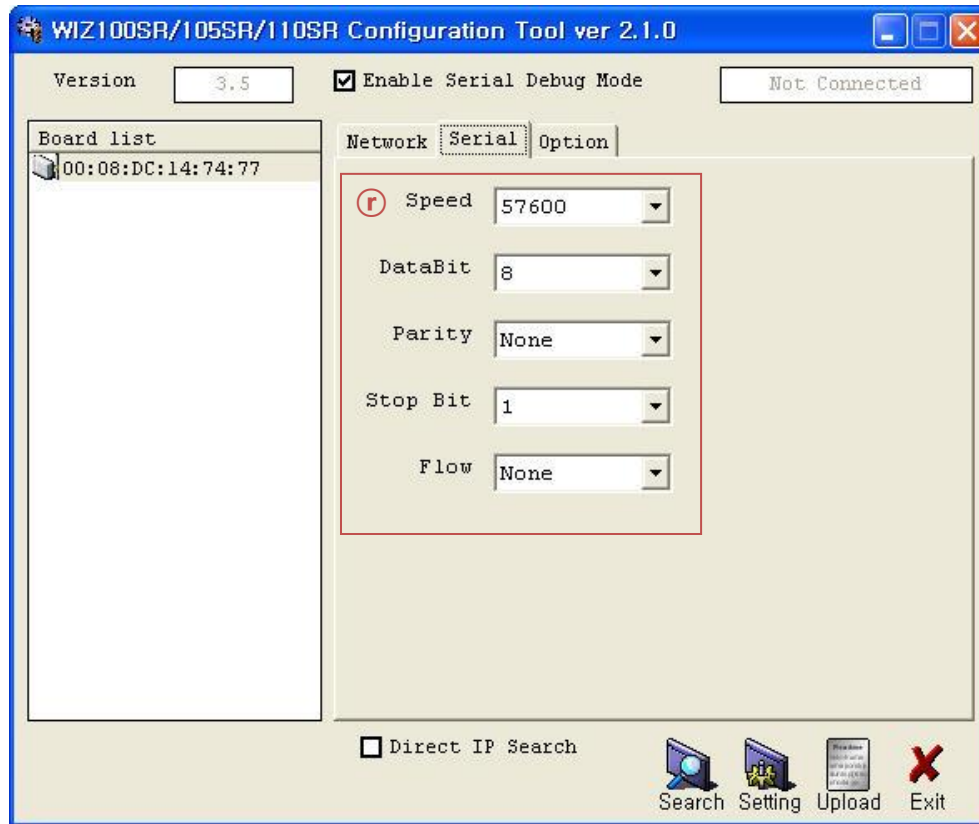 WIZ100SR/105SR/110SR Configuration Tool ver 2.1.0
Version 3.5 Enable Serial Debug Mode Not Connected
Board list
00:08:DC:14:74:77
Network Serial Option
ⓡ Speed 57600
DataBit 8
Parity None
Stop Bit 1
Flow None
Direct IP Search
Search Setting Upload Exit